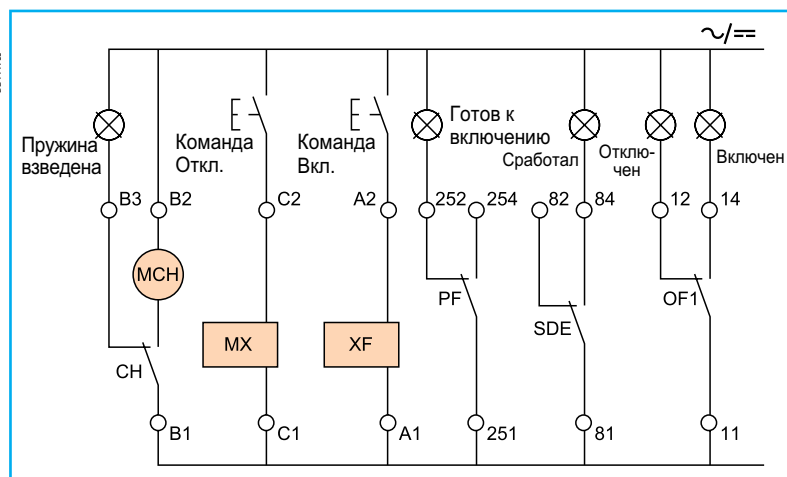 ~/==
Пружина
взведена
Команда
Откл.
Команда
Вкл.
Готов к
включению
Сработал
Отклю-
чен
Включен
B3
B2
C2
A2
252
254
82
84
12
14
MCH
PF
OF1
SDE
MX
XF
CH
B1
C1
A1
251
81
11